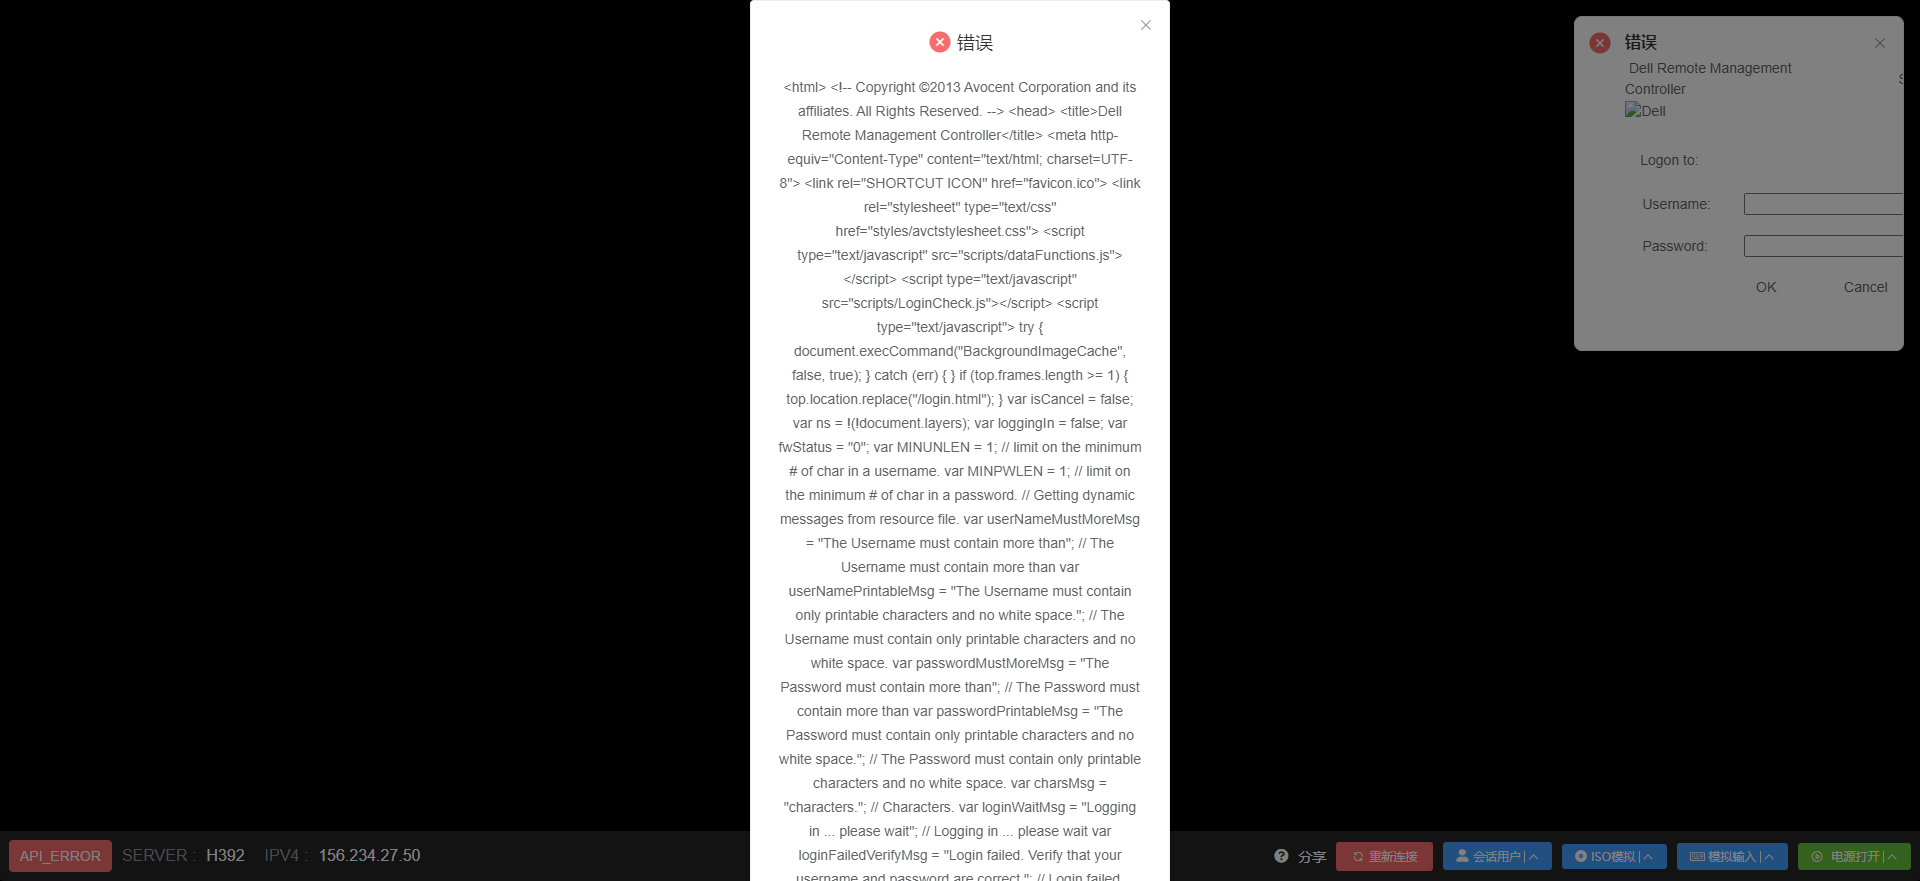 错误
<html> <!-- Copyright ©2013 Avocent Corporation and its
affiliates. All Rights Reserved. --> <head> <title>Dell
Remote Management Controller</title> <meta http-
equiv="Content-Type" content="text/html; charset=UTF-
8"> <link rel="SHORTCUT ICON" href="favicon.ico"> <link
rel="stylesheet" type="text/css"
href="styles/avctstylesheet.css"> <script
type="text/javascript" src="scripts/dataFunctions.js">
</script> <script type="text/javascript"
src="scripts/LoginCheck.js"></script> <script
type="text/javascript"> try {
document.execCommand("BackgroundImageCache",
false, true); } catch (err) { } if (top.frames.length >= 1) {
top.location.replace("/login.html"); } var isCancel = false;
var ns = !(!document.layers); var loggingIn = false; var
fwStatus = "0"; var MINUNLEN = 1; // limit on the minimum
# of char in a username. var MINPWLEN = 1; // limit on
the minimum # of char in a password. // Getting dynamic
messages from resource file. var userNameMustMoreMsg
= "The Username must contain more than"; // The
Username must contain more than var
userNamePrintableMsg = "The Username must contain
only printable characters and no white space."; // The
Username must contain only printable characters and no
white space. var passwordMustMoreMsg = "The
Password must contain more than"; // The Password must
contain more than var passwordPrintableMsg = "The
Password must contain only printable characters and no
white space."; // The Password must contain only printable
characters and no white space. var charsMsg =
"characters."; // Characters. var loginWaitMsg = "Logging
in ... please wait"; // Logging in ... please wait var
loginFailedVerifyMsg = "Login failed. Verify that your
username and password are correct."; // Login failed.
错误
Dell Remote Management
Controller
Dell
Logon to:
Username:
Password:
OK Cancel
API_ERROR SERVER : H392 IPV4 : 156.234.27.50
分享 重新连接 会话用户 | ISO模拟 | 模拟输入 | 电源打开 |